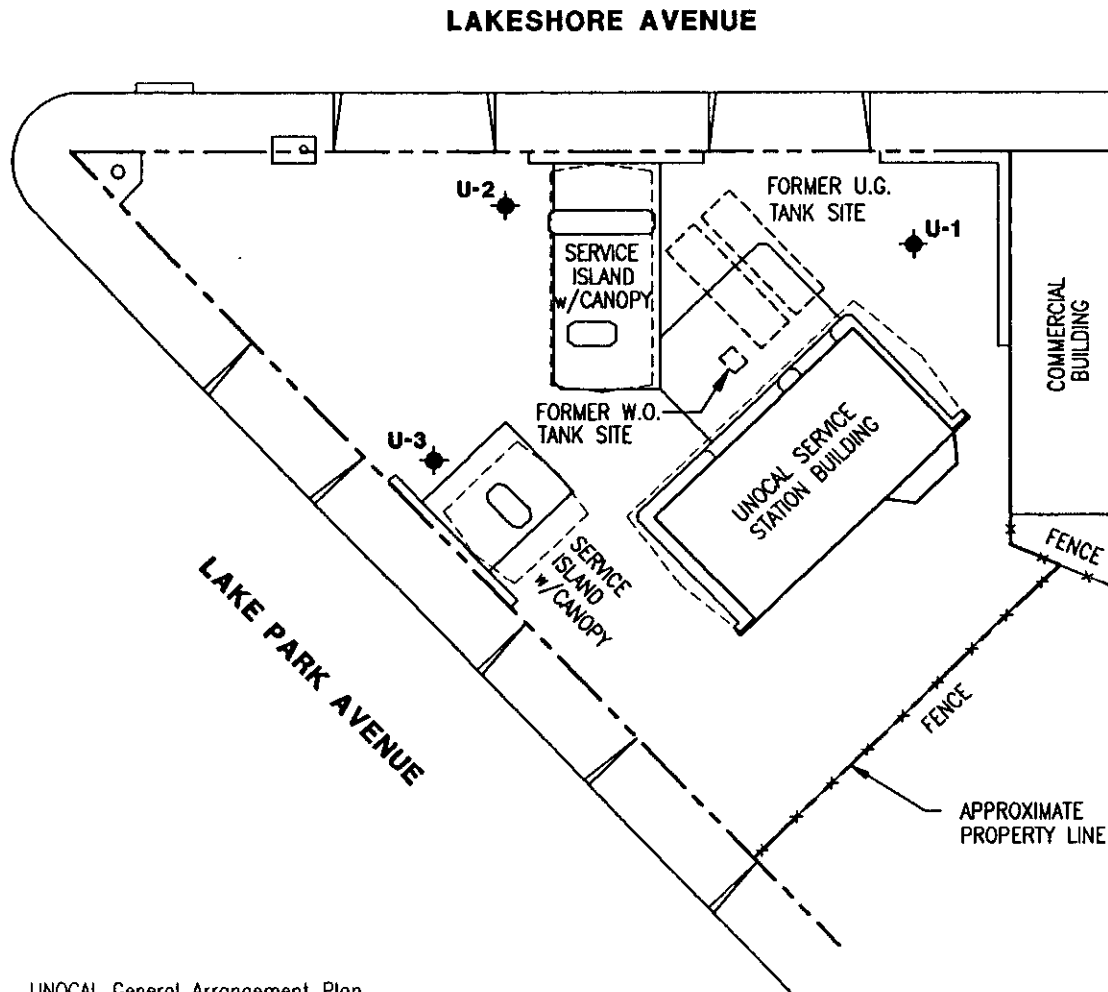 LAKESHORE AVENUE
U-2
FORMER U.G.
TANK SITE
U-1
SERVICE
ISLAND
w/CANOPY
COMMERCIAL
BUILDING
FORMER W.O.
TANK SITE
UNOCAL SERVICE
STATION BUILDING
U-3
SERVICE
ISLAND
w/CANOPY
FENCE
LAKE PARK AVENUE
FENCE
APPROXIMATE
PROPERTY LINE
UNOCAL General Arrangement Plan